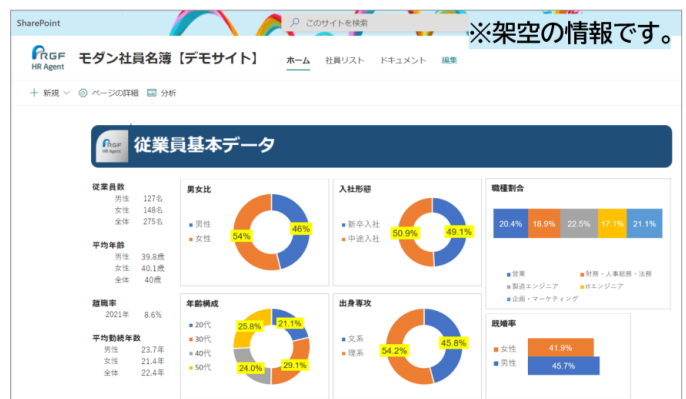 SharePoint
このサイトを検索
※架空の情報です。
RGF
HR Agent
モダン社員名簿【デモサイト】
ホーム 社員リスト ドキュメント 編集
+ 新規 ページの詳細 分析
RGF
HR Agent
従業員基本データ
従業員数
男性 127名
女性 148名
全体 275名
平均年齢
男性 39.8歳
女性 40.1歳
全体 40歳
離職率
2021年 8.6%
平均勤続年数
男性 23.7年
女性 21.4年
全体 22.4年
男女比
男性
女性
54%
46%
入社形態
新卒入社
中途入社
50.9%
49.1%
職種割合
20.4% 18.9% 22.5% 17.1% 21.1%
営業 財務・人事総務・法務
製造エンジニア ITエンジニア
企画・マーケティング
年齢構成
20代
30代
40代
50代
25.8%
21.1%
24.0%
29.1%
出身専攻
文系
理系
54.2%
45.8%
既婚率
女性 41.9%
男性 45.7%